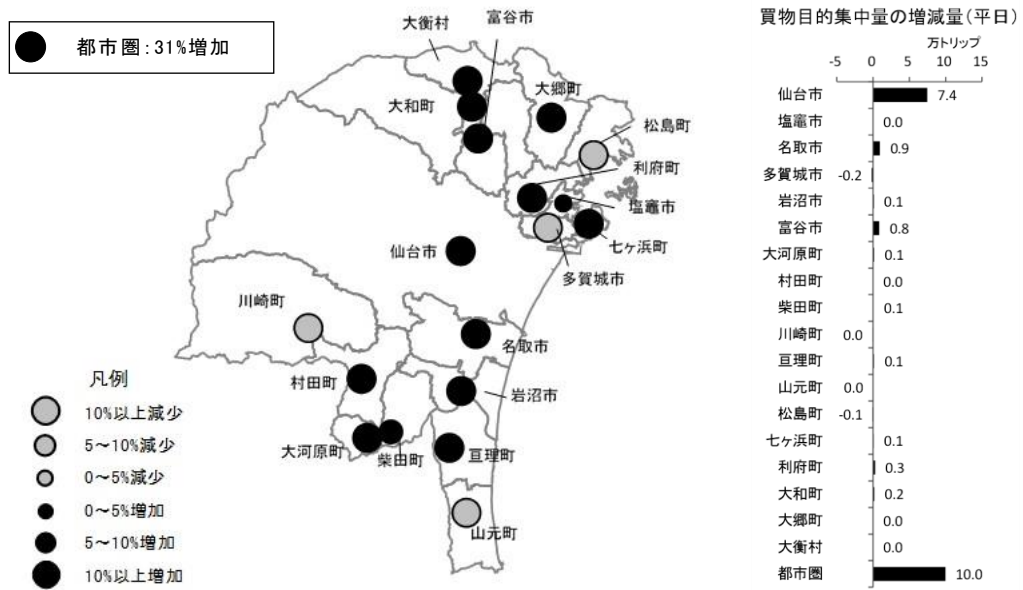 都市圏：31%増加
大衡村
富谷市
大和町
大郷町
松島町
利府町
塩竈市
七ヶ浜町
多賀城市
仙台市
川崎町
名取市
村田町
岩沼市
大河原町
柴田町
亘理町
山元町
凡例
10%以上減少
5～10%減少
0～5%減少
0～5%増加
5～10%増加
10%以上増加
買物目的集中量の増減量(平日)
万トリップ
-5 0 5 10 15
仙台市 7.4
塩竈市 0.0
名取市 0.9
多賀城市 -0.2
岩沼市 0.1
富谷市 0.8
大河原町 0.1
村田町 0.0
柴田町 0.1
川崎町 0.0
亘理町 0.1
山元町 0.0
松島町 -0.1
七ヶ浜町 0.1
利府町 0.3
大和町 0.2
大郷町 0.0
大衡村 0.0
都市圏 10.0